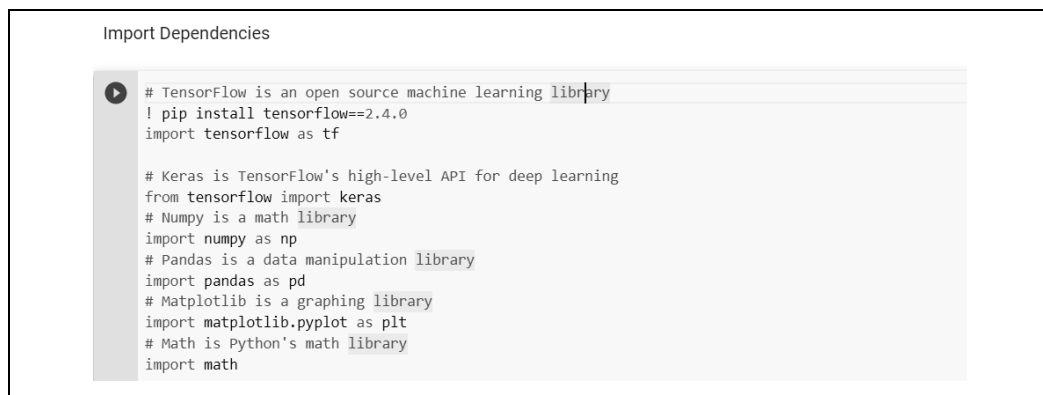 Import Dependencies
# TensorFlow is an open source machine learning library
! pip install tensorflow==2.4.0
import tensorflow as tf
# Keras is TensorFlow's high-level API for deep learning
from tensorflow import keras
# Numpy is a math library
import numpy as np
# Pandas is a data manipulation library
import pandas as pd
# Matplotlib is a graphing library
import matplotlib.pyplot as plt
# Math is Python's math library
import math